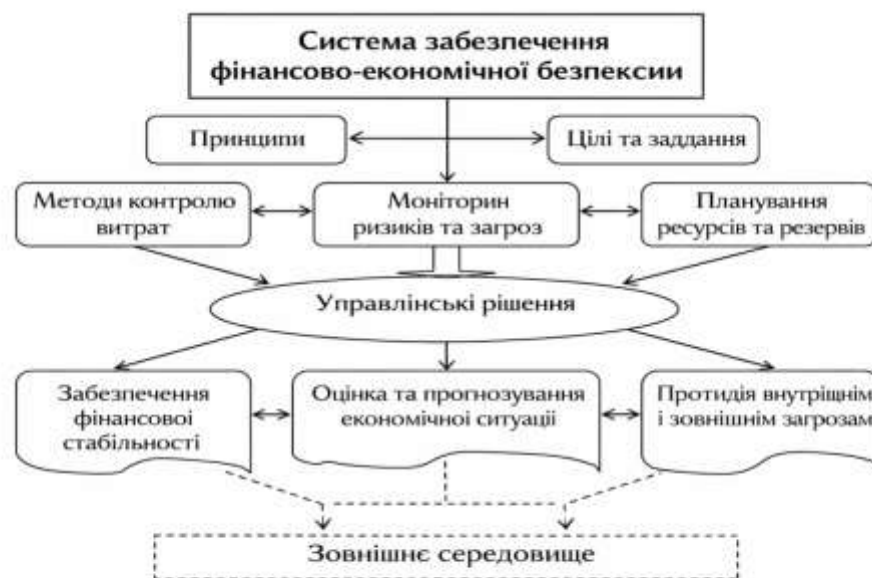 Система забезпечення
фінансово-економічної безпексии
Принципи
Цілі та заддання
Методи контролю
витрат
Моніторин
ризиків та загроз
Планування
ресурсів та резервів
Управлінські рішення
Забезпечення
фінансової
стабільності
Оцінка та прогнозування
економічної ситуації
Протидія внутріщнім
і зовнішнім загрозам
Зовнішнє середовище